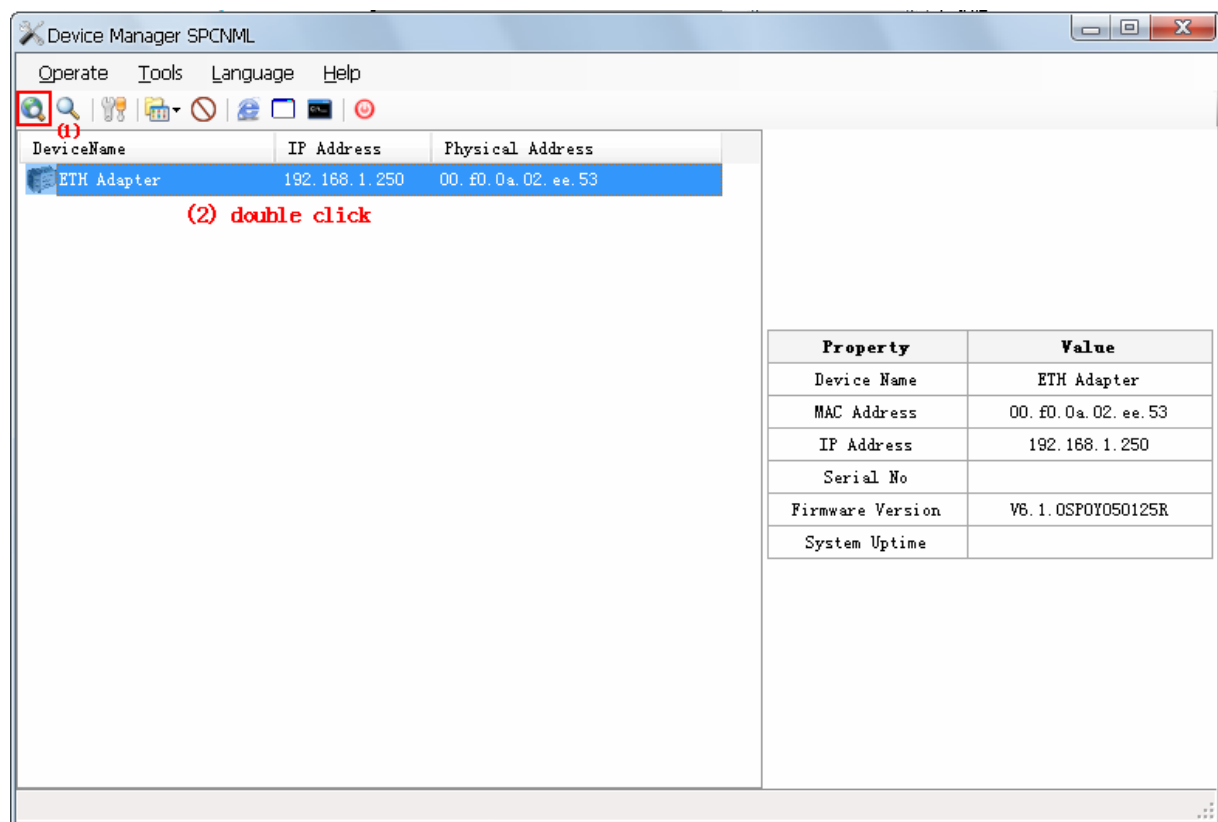 Device Manager SPCNML
Operate Tools Language Help
(1)
DeviceName IP Address Physical Address
ETH Adapter 192.168.1.250 00.f0.0a.02.ee.53
(2) double click
Property Value
Device Name ETH Adapter
MAC Address 00.f0.0a.02.ee.53
IP Address 192.168.1.250
Serial No
Firmware Version V6.1.0SP0Y050125R
System Uptime